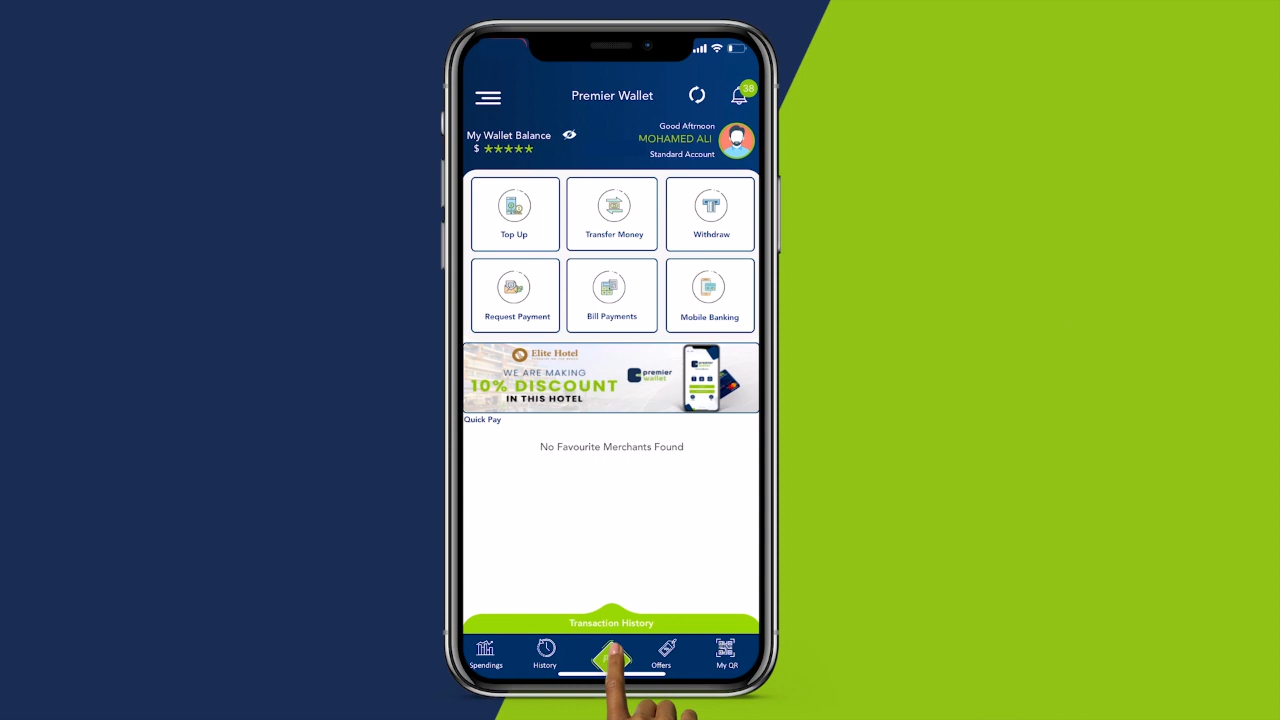 Premier Wallet
38
My Wallet Balance
$ *****
Good Aftrnoon
MOHAMED ALI
Standard Account
Top Up
Transfer Money
Withdraw
Request Payment
Bill Payments
Mobile Banking
Elite Hotel
WE ARE MAKING
10% DISCOUNT
IN THIS HOTEL
premier
wallet
Quick Pay
No Favourite Merchants Found
Transaction History
Spendings
History
Offers
My QR